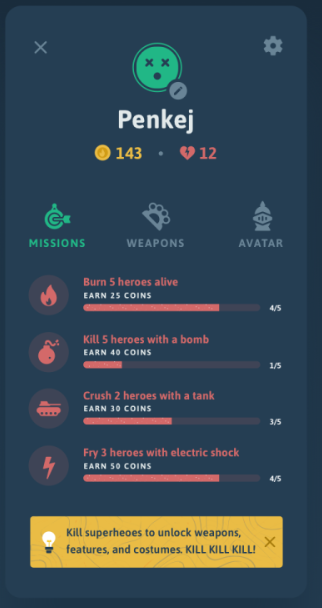 Penkej
143 • 12
MISSIONS WEAPONS AVATAR
Burn 5 heroes alive
EARN 25 COINS
4/5
Kill 5 heroes with a bomb
EARN 40 COINS
1/5
Crush 2 heroes with a tank
EARN 30 COINS
3/5
Fry 3 heroes with electric shock
EARN 50 COINS
4/5
Kill superheoes to unlock weapons,
features, and costumes. KILL KILL KILL!